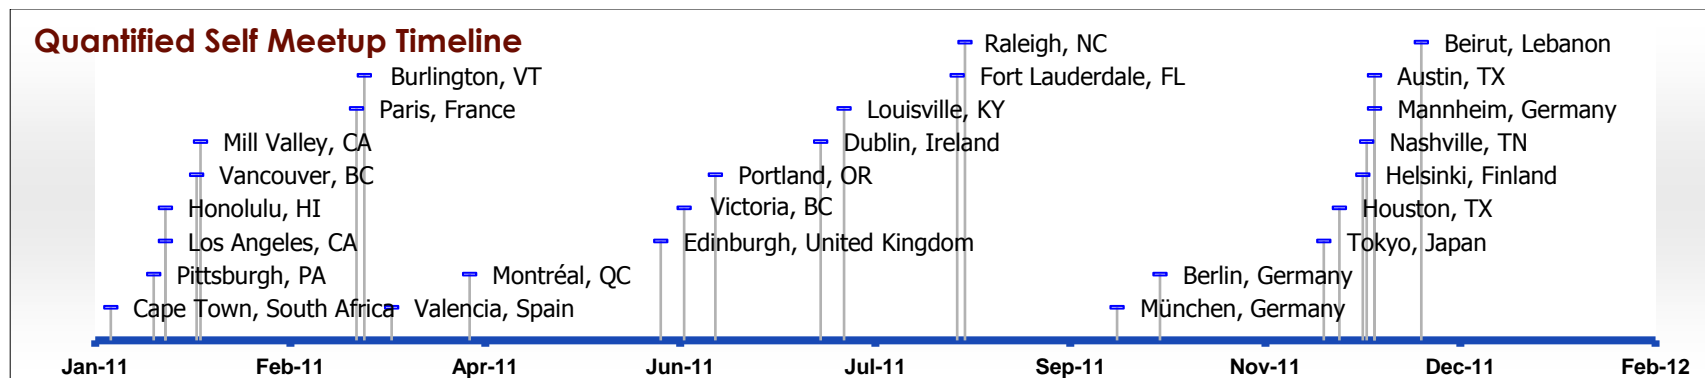 Quantified Self Meetup Timeline
Raleigh, NC
Beirut, Lebanon
Burlington, VT
Fort Lauderdale, FL
Austin, TX
Paris, France
Louisville, KY
Mannheim, Germany
Mill Valley, CA
Dublin, Ireland
Nashville, TN
Vancouver, BC
Portland, OR
Helsinki, Finland
Honolulu, HI
Victoria, BC
Houston, TX
Los Angeles, CA
Edinburgh, United Kingdom
Tokyo, Japan
Pittsburgh, PA
Montréal, QC
Berlin, Germany
Cape Town, South Africa
Valencia, Spain
München, Germany
Jan-11
Feb-11
Apr-11
Jun-11
Jul-11
Sep-11
Nov-11
Dec-11
Feb-12